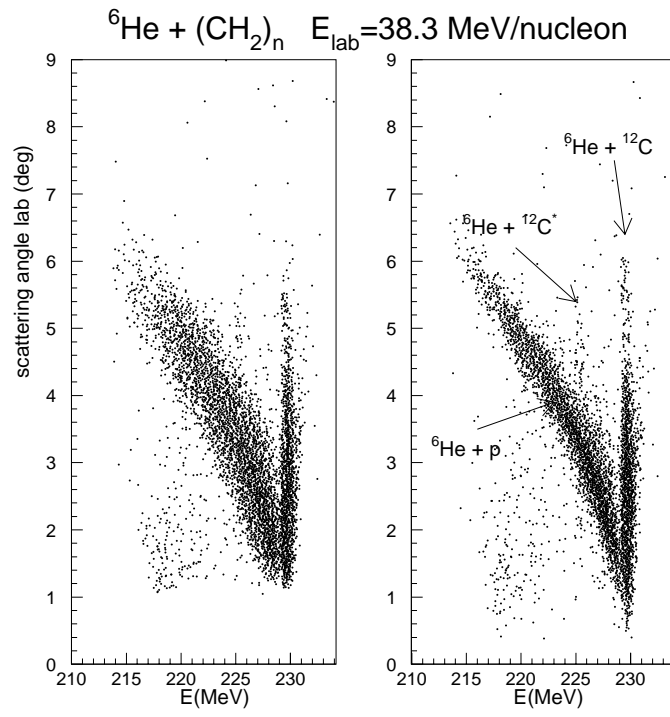 ⁶He + (CH₂)ₙ E_lab=38.3 MeV/nucleon
scattering angle lab (deg)
9
8
7
6
5
4
3
2
1
0
210 215 220 225 230
E(MeV)
9
8
7
6
5
4
3
2
1
0
⁶He + ¹²C
⁶He + ¹²C*
⁶He + p
210 215 220 225 230
E(MeV)